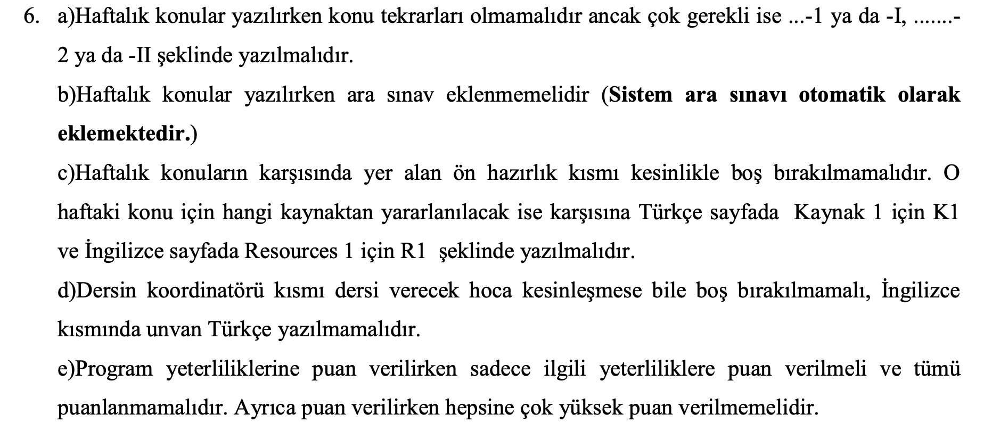 6. a)Haftalık konular yazılırken konu tekrarları olmamalıdır ancak çok gerekli ise ...-1 ya da -I, .......-
2 ya da -II şeklinde yazılmalıdır.
b)Haftalık konular yazılırken ara sınav eklenmemelidir (Sistem ara sınavı otomatik olarak
eklemektedir.)
c)Haftalık konuların karşısında yer alan ön hazırlık kısmı kesinlikle boş bırakılmamalıdır. O
haftaki konu için hangi kaynaktan yararlanılacak ise karşısına Türkçe sayfada  Kaynak 1 için K1
ve İngilizce sayfada Resources 1 için R1  şeklinde yazılmalıdır.
d)Dersin koordinatörü kısmı dersi verecek hoca kesinleşmese bile boş bırakılmamalı, İngilizce
kısmında unvan Türkçe yazılmamalıdır.
e)Program yeterliliklerine puan verilirken sadece ilgili yeterliliklere puan verilmeli ve tümü
puanlanmamalıdır. Ayrıca puan verilirken hepsine çok yüksek puan verilmemelidir.